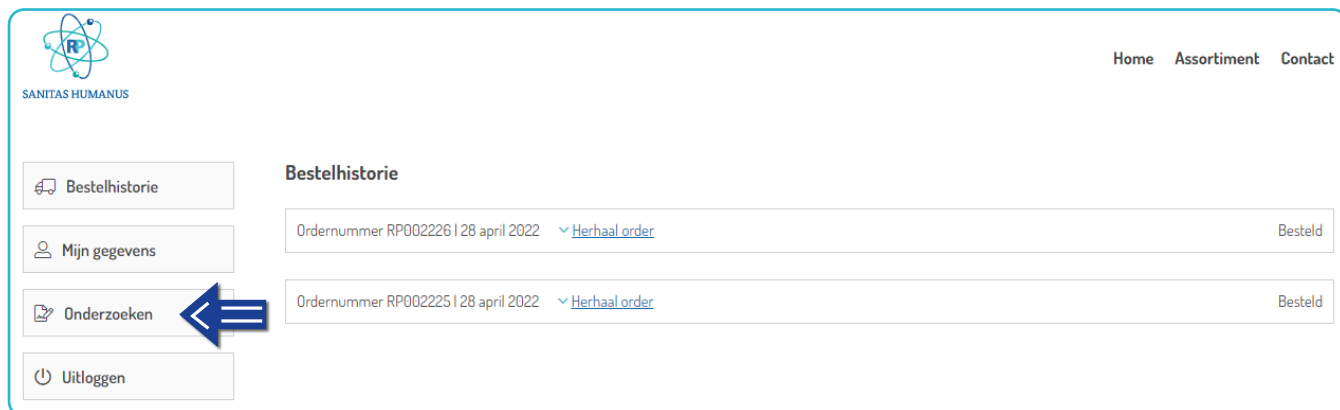 RP
SANITAS HUMANUS
Home Assortiment Contact
Bestelhistorie
Mijn gegevens
Onderzoeken
Uitloggen
Bestelhistorie
Ordernummer RP002226 | 28 april 2022 Herhaal order Besteld
Ordernummer RP002225 | 28 april 2022 Herhaal order Besteld